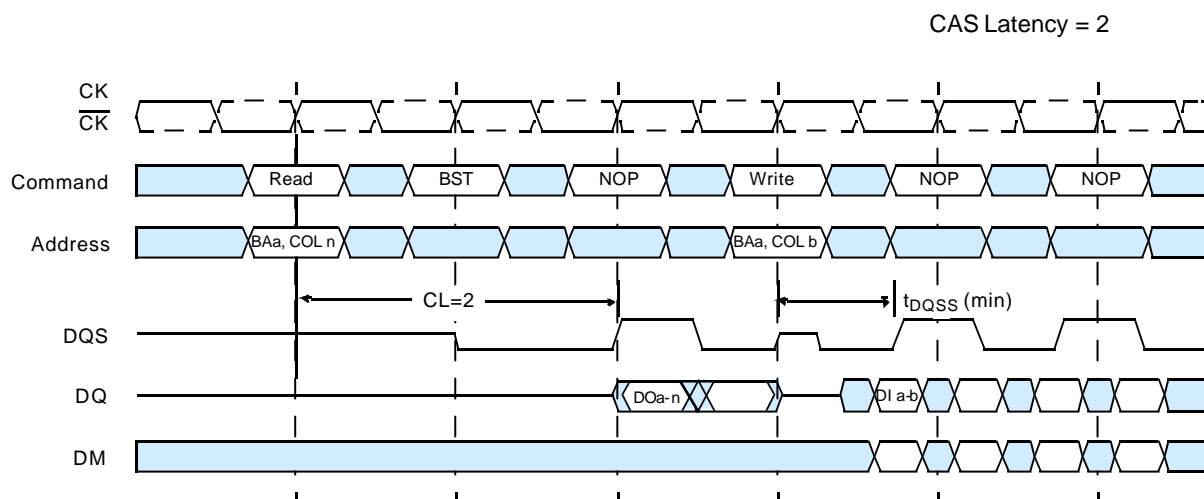 CAS Latency = 2
CK
CK
Command Read BST NOP Write NOP NOP
Address BAa, COL n BAa, COL b
CL=2 tDQSS (min)
DQS
DQ DOa-n DI a-b
DM